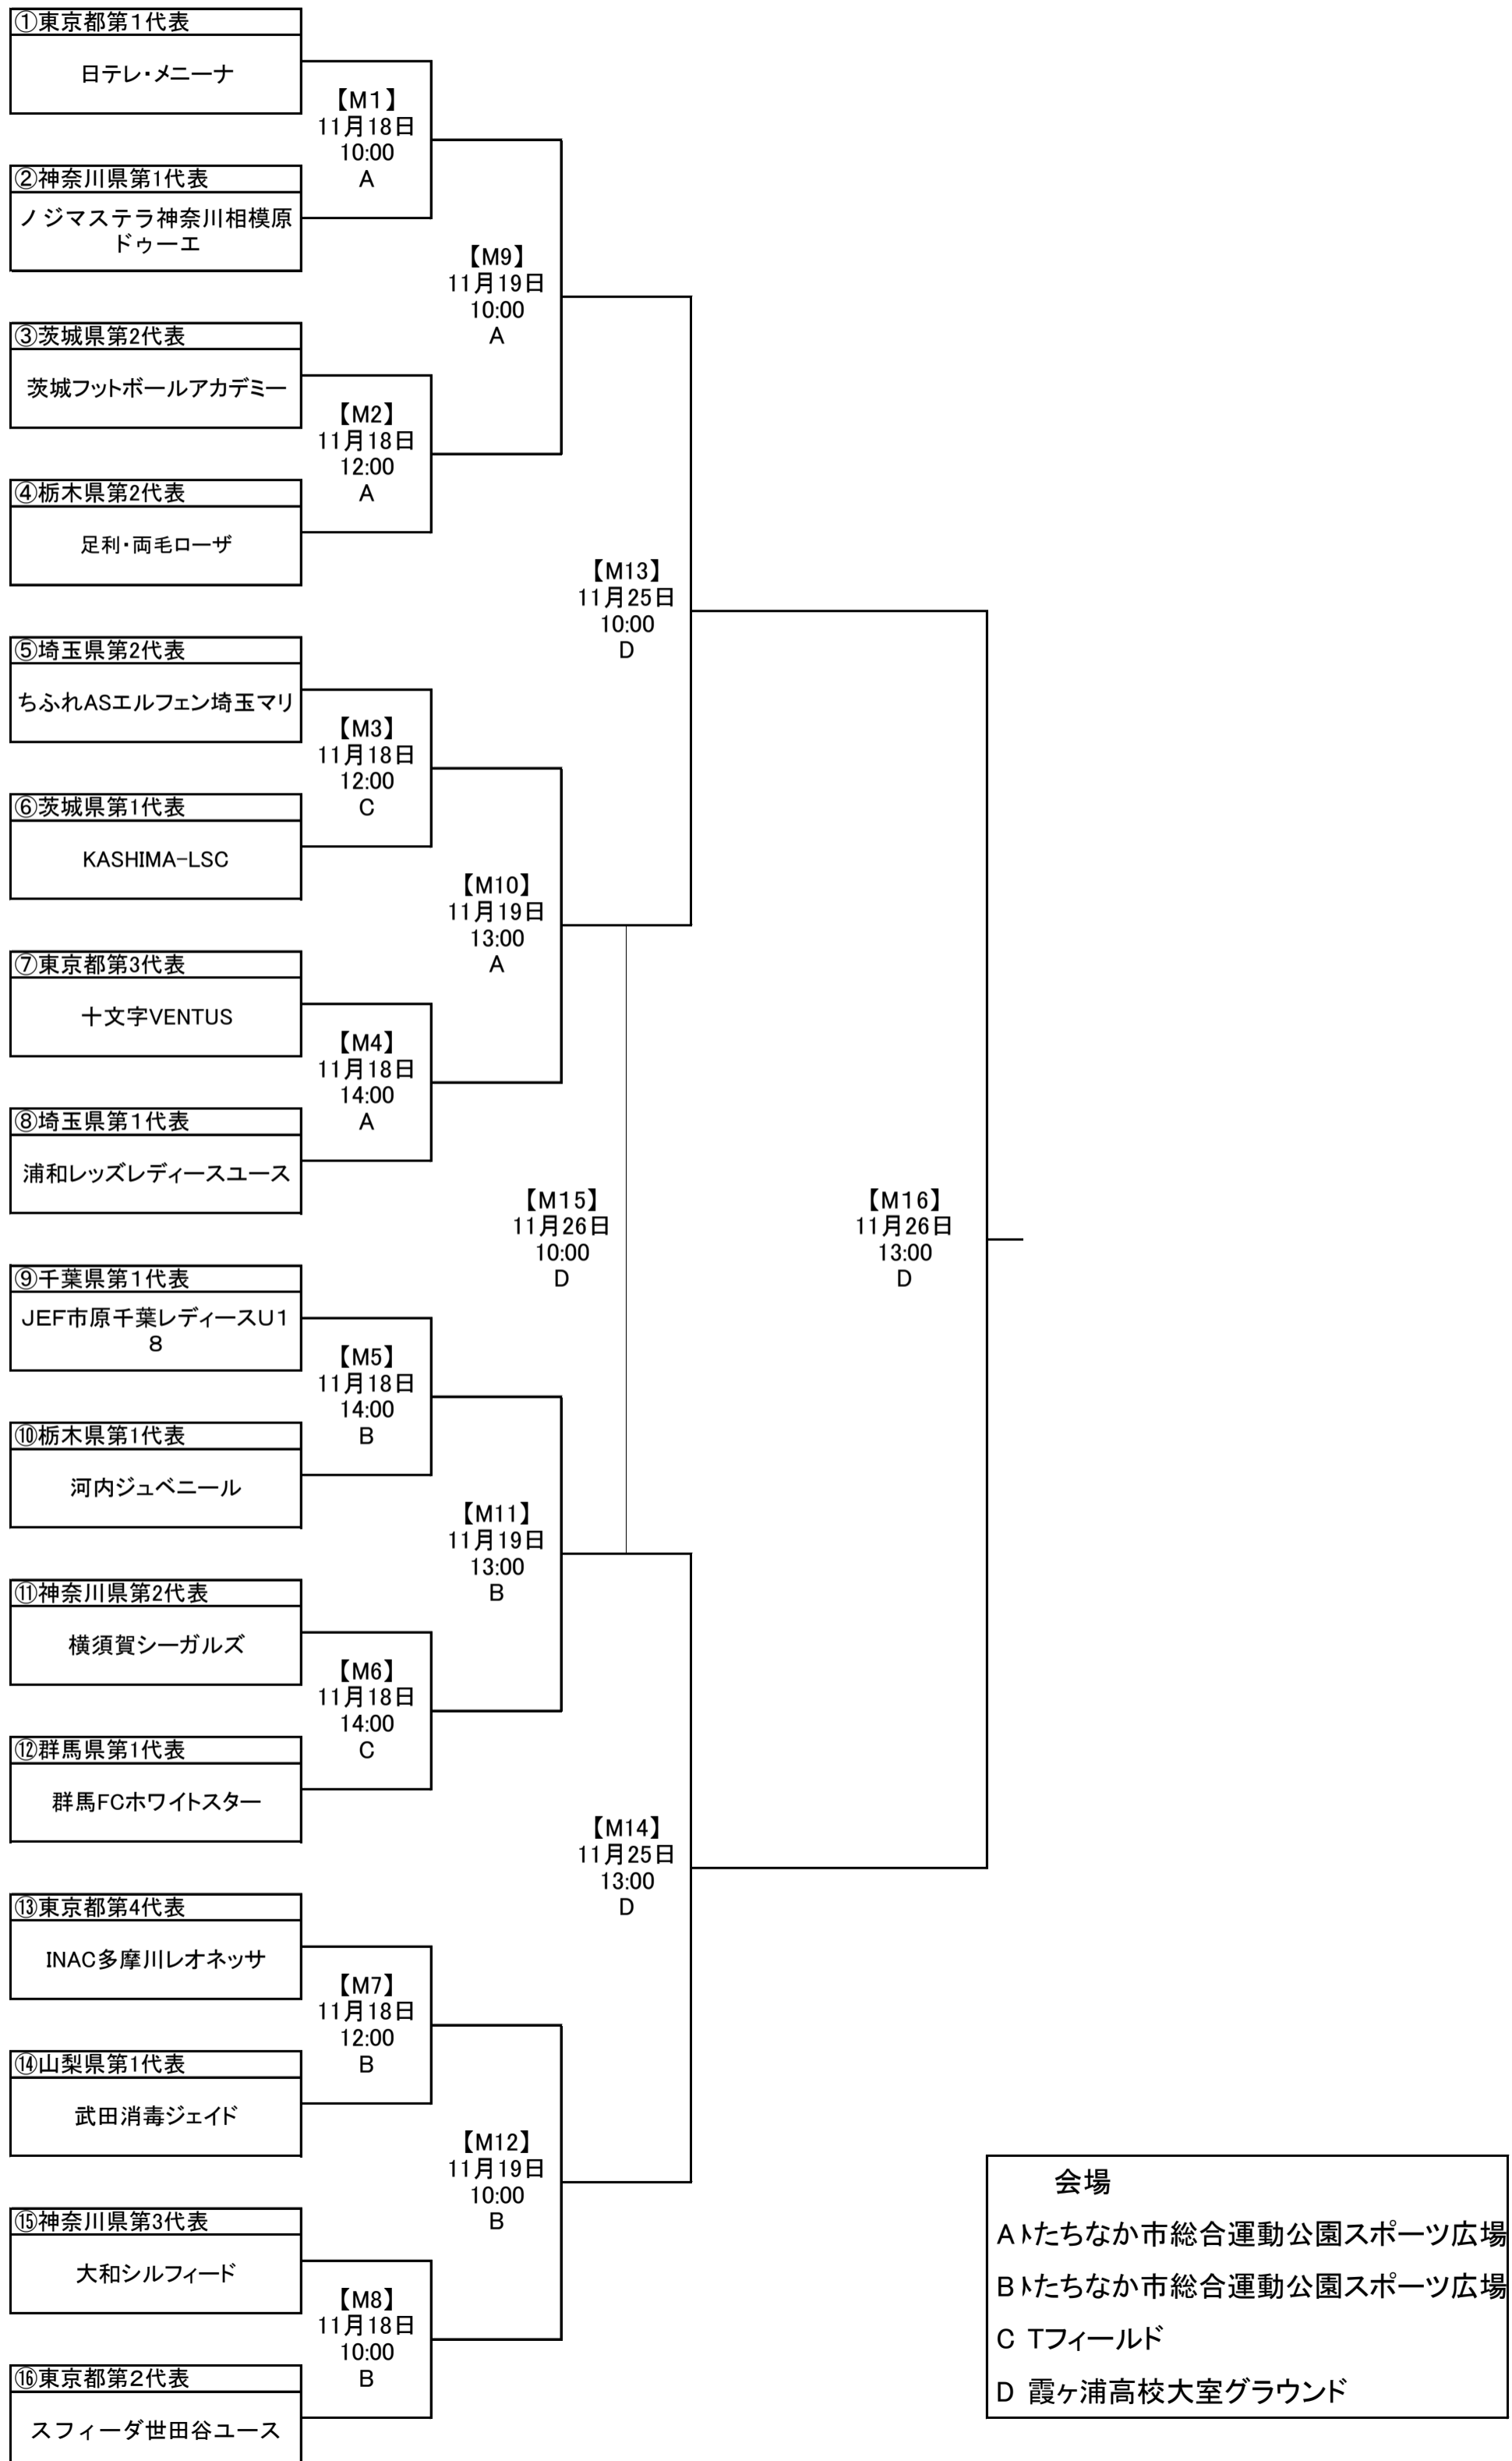 ①東京都第1代表
日テレ・メニーナ
【M1】
11月18日
10:00
A
②神奈川県第1代表
ノジマステラ神奈川相模原
ドゥーエ
【M9】
11月19日
10:00
A
③茨城県第2代表
茨城フットボールアカデミー
【M2】
11月18日
12:00
A
④栃木県第2代表
足利・両毛ローザ
【M13】
11月25日
10:00
D
⑤埼玉県第2代表
ちふれASエルフェン埼玉マリ
【M3】
11月18日
12:00
C
⑥茨城県第1代表
KASHIMA-LSC
【M10】
11月19日
13:00
A
⑦東京都第3代表
十文字VENTUS
【M4】
11月18日
14:00
A
⑧埼玉県第1代表
浦和レッズレディースユース
【M15】
11月26日
10:00
D
【M16】
11月26日
13:00
D
⑨千葉県第1代表
JEF市原千葉レディースU1
8
【M5】
11月18日
14:00
B
⑩栃木県第1代表
河内ジュベニール
【M11】
11月19日
13:00
B
⑪神奈川県第2代表
横須賀シーガルズ
【M6】
11月18日
14:00
C
⑫群馬県第1代表
群馬FCホワイトスター
【M14】
11月25日
13:00
D
⑬東京都第4代表
INAC多摩川レオネッサ
【M7】
11月18日
12:00
B
⑭山梨県第1代表
武田消毒ジェイド
【M12】
11月19日
10:00
B
⑮神奈川県第3代表
大和シルフィード
【M8】
11月18日
10:00
B
⑯東京都第2代表
スフィーダ世田谷ユース
会場
A たちなか市総合運動公園スポーツ広場
B たちなか市総合運動公園スポーツ広場
C Tフィールド
D 霞ヶ浦高校大室グラウンド